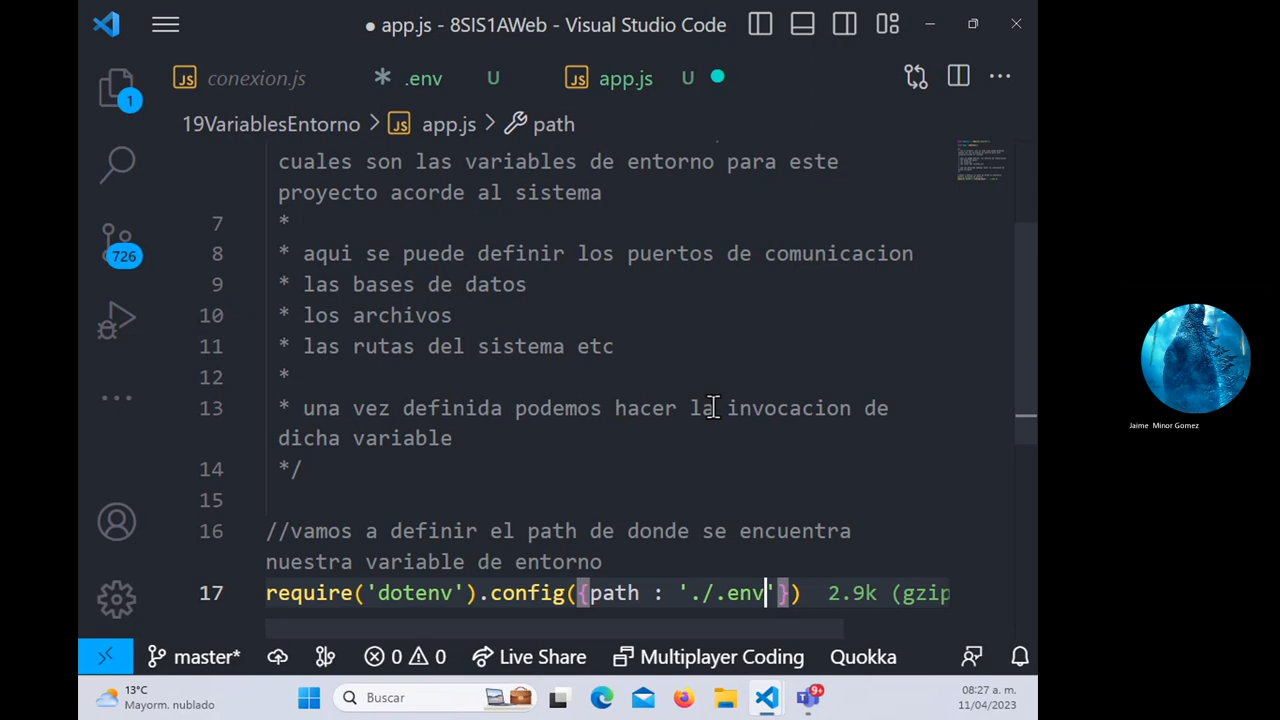 app.js - 8SIS1AWeb - Visual Studio Code
JS conexion.js
.env U
JS app.js U
19VariablesEntorno > JS app.js > path
1
726
cuales son las variables de entorno para este
proyecto acorde al sistema
7 *
8 * aqui se puede definir los puertos de comunicacion
9 * las bases de datos
10 * los archivos
11 * las rutas del sistema etc
12 *
13 * una vez definida podemos hacer la invocacion de
dicha variable
14 */
15
16 //vamos a definir el path de donde se encuentra
nuestra variable de entorno
17 require('dotenv').config({path : './.env'}) 2.9k (gzip
master* 0 0 Live Share Multiplayer Coding Quokka
Jaime Minor Gomez
13°C
Mayorm. nublado
Buscar
9+
08:27 a. m.
11/04/2023